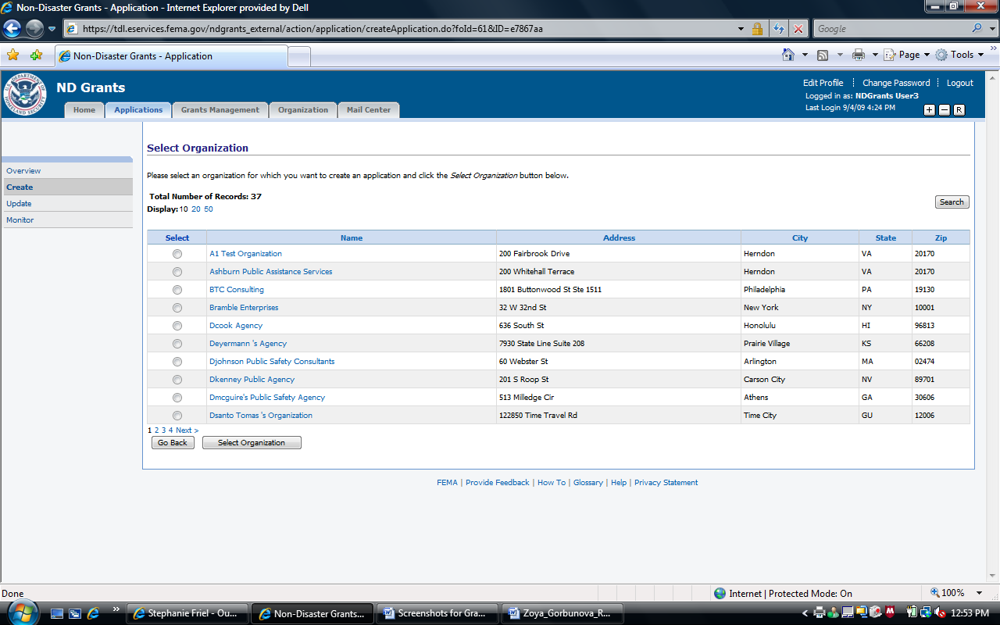 Non-Disaster Grants - Application - Internet Explorer provided by Dell
https://tdl.eservices.fema.gov/ndgrants_external/action/application/createApplication.do?foId=61&ID=e7867aa
Google
Non-Disaster Grants - Application
Page Tools
ND Grants
Edit Profile Change Password Logout
Logged in as: NDGrants User3
Last Login 9/4/09 4:24 PM + − R
Home Applications Grants Management Organization Mail Center
Overview
Create
Update
Monitor
Select Organization
Please select an organization for which you want to create an application and click the Select Organization button below.
Total Number of Records: 37
Display: 10 20 50
Search
Select Name Address City State Zip
A1 Test Organization 200 Fairbrook Drive Herndon VA 20170
Ashburn Public Assistance Services 200 Whitehall Terrace Herndon VA 20170
BTC Consulting 1801 Buttonwood St Ste 1511 Philadelphia PA 19130
Bramble Enterprises 32 W 32nd St New York NY 10001
Dcook Agency 636 South St Honolulu HI 96813
Deyermann 's Agency 7930 State Line Suite 208 Prairie Village KS 66208
Djohnson Public Safety Consultants 60 Webster St Arlington MA 02474
Dkenney Public Agency 201 S Roop St Carson City NV 89701
Dmcguire's Public Safety Agency 513 Milledge Cir Athens GA 30606
Dsanto Tomas 's Organization 122850 Time Travel Rd Time City GU 12006
1 2 3 4 Next >
Go Back Select Organization
FEMA | Provide Feedback | How To | Glossary | Help | Privacy Statement
Done Internet | Protected Mode: On 100%
Stephanie Friel - Ou... Non-Disaster Grants... Screenshots for Gra... Zoya_Gorbunova_R... 12:53 PM